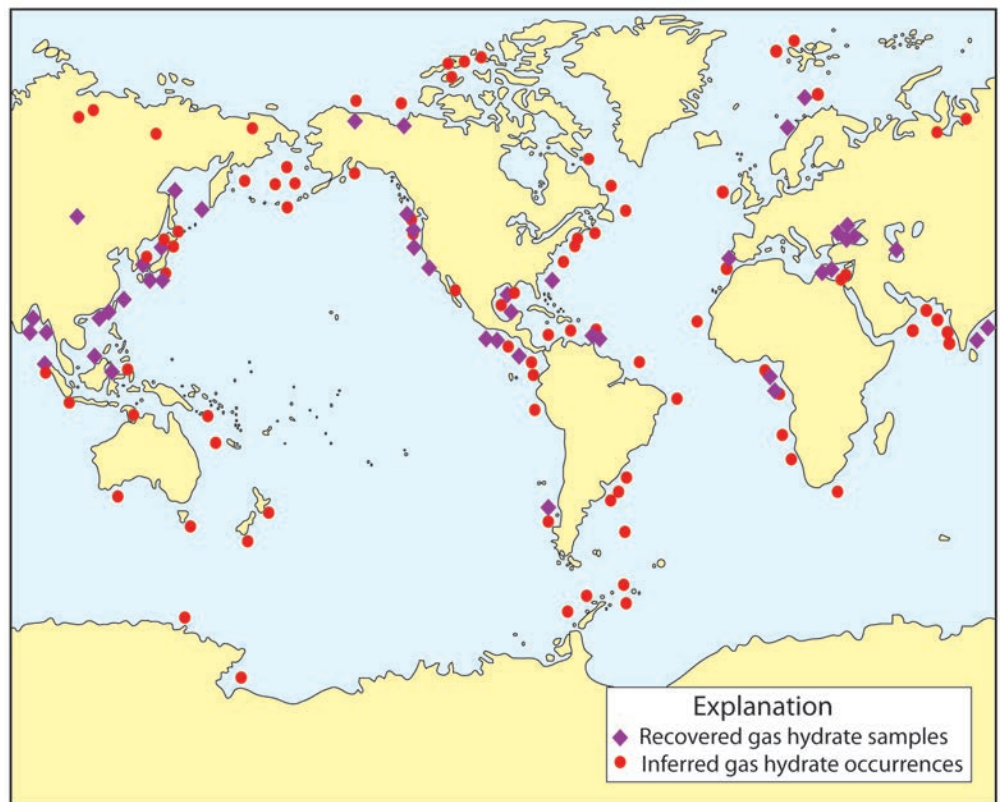 Explanation
Recovered gas hydrate samples
Inferred gas hydrate occurrences